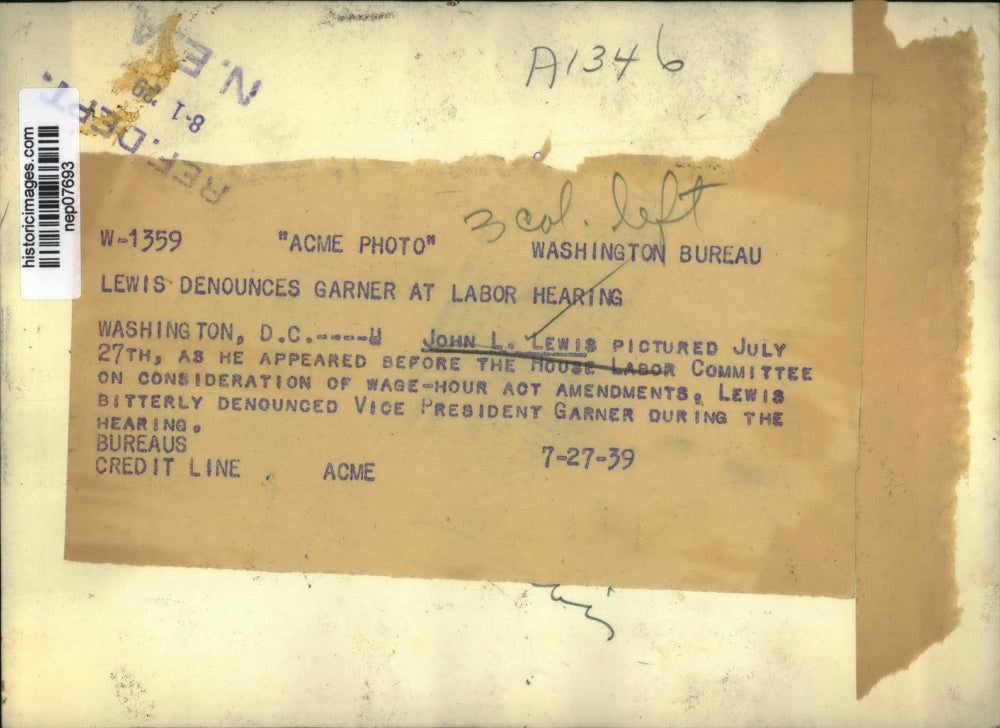 A1346
N.E.A.
8-1 '39
REF. DEPT.
historicimages.com
nep07693
3 col. left
W-1359 "ACME PHOTO" WASHINGTON BUREAU
LEWIS DENOUNCES GARNER AT LABOR HEARING
WASHINGTON, D.C.---- JOHN L. LEWIS PICTURED JULY
27TH, AS HE APPEARED BEFORE THE HOUSE LABOR COMMITTEE
ON CONSIDERATION OF WAGE-HOUR ACT AMENDMENTS. LEWIS
BITTERLY DENOUNCED VICE PRESIDENT GARNER DURING THE
HEARING.
BUREAUS 7-27-39
CREDIT LINE ACME